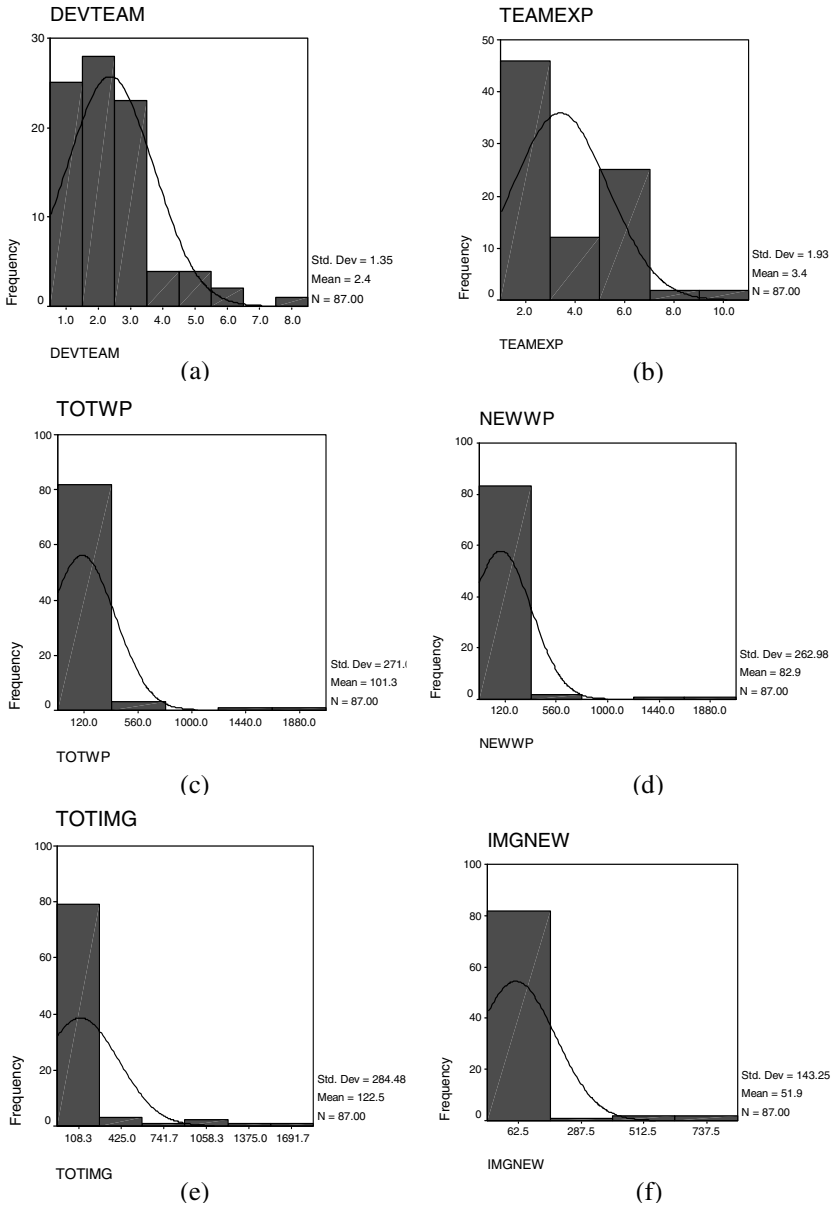 DEVTEAM
30
20
10
0
Frequency
1.0 2.0 3.0 4.0 5.0 6.0 7.0 8.0
Std. Dev = 1.35
Mean = 2.4
N = 87.00
DEVTEAM
(a)
TEAMEXP
50
40
30
20
10
0
Frequency
2.0 4.0 6.0 8.0 10.0
Std. Dev = 1.93
Mean = 3.4
N = 87.00
TEAMEXP
(b)
TOTWP
100
80
60
40
20
0
Frequency
120.0 560.0 1000.0 1440.0 1880.0
Std. Dev = 271.
Mean = 101.3
N = 87.00
TOTWP
(c)
NEWWP
100
80
60
40
20
0
Frequency
120.0 560.0 1000.0 1440.0 1880.0
Std. Dev = 262.98
Mean = 82.9
N = 87.00
NEWWP
(d)
TOTIMG
100
80
60
40
20
0
Frequency
108.3 425.0 741.7 1058.3 1375.0 1691.7
Std. Dev = 284.48
Mean = 122.5
N = 87.00
TOTIMG
(e)
IMGNEW
100
80
60
40
20
0
Frequency
62.5 287.5 512.5 737.5
Std. Dev = 143.25
Mean = 51.9
N = 87.00
IMGNEW
(f)